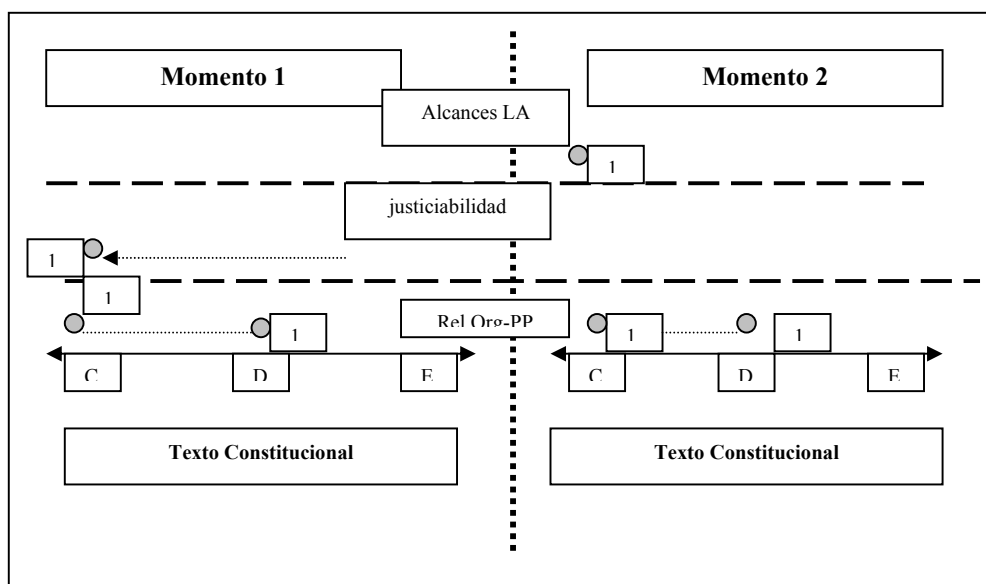 Momento 1
Momento 2
Alcances LA
1
justiciabilidad
1
1
Rel Org-PP
1
1
1
C
D
E
C
D
E
Texto Constitucional
Texto Constitucional